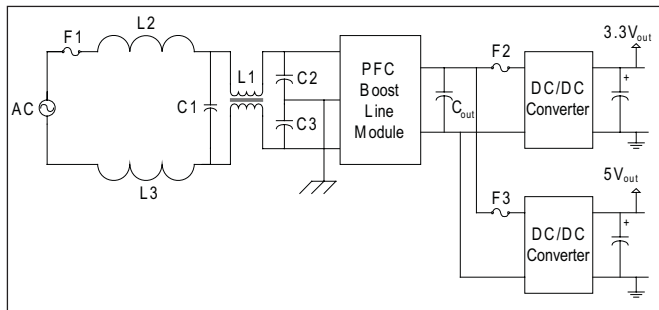 F1
L2
AC
C1
L1
C2
C3
L3
PFC
Boost
Line
Module
Cout
F2
DC/DC
Converter
3.3Vout
F3
DC/DC
Converter
5Vout
+
+